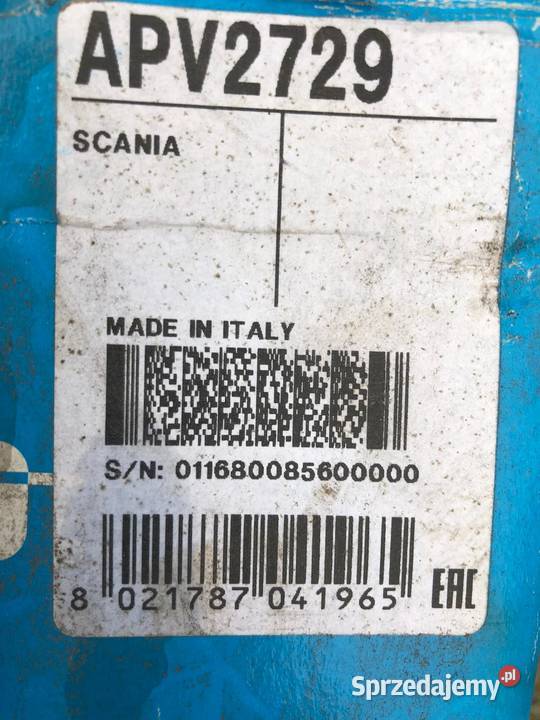 APV2729
SCANIA
MADE IN ITALY
S/N: 011680085600000
8 021787 041965
EAC
Sprzedajemy.pl